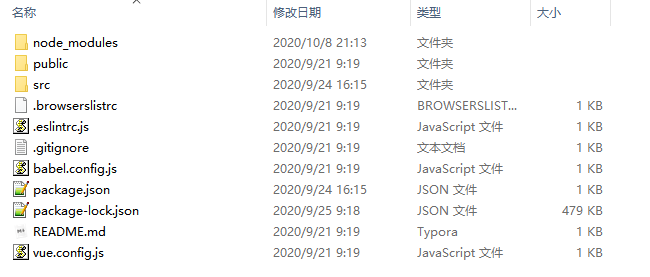 名称 修改日期 类型 大小
node_modules 2020/10/8 21:13 文件夹
public 2020/9/21 9:19 文件夹
src 2020/9/24 16:15 文件夹
.browserslistrc 2020/9/21 9:19 BROWSERSLIST... 1 KB
.eslintrc.js 2020/9/21 9:19 JavaScript 文件 1 KB
.gitignore 2020/9/21 9:19 文本文档 1 KB
babel.config.js 2020/9/21 9:19 JavaScript 文件 1 KB
package.json 2020/9/24 16:15 JSON 文件 1 KB
package-lock.json 2020/9/25 9:18 JSON 文件 479 KB
README.md 2020/9/21 9:19 Typora 1 KB
vue.config.js 2020/9/21 9:19 JavaScript 文件 1 KB